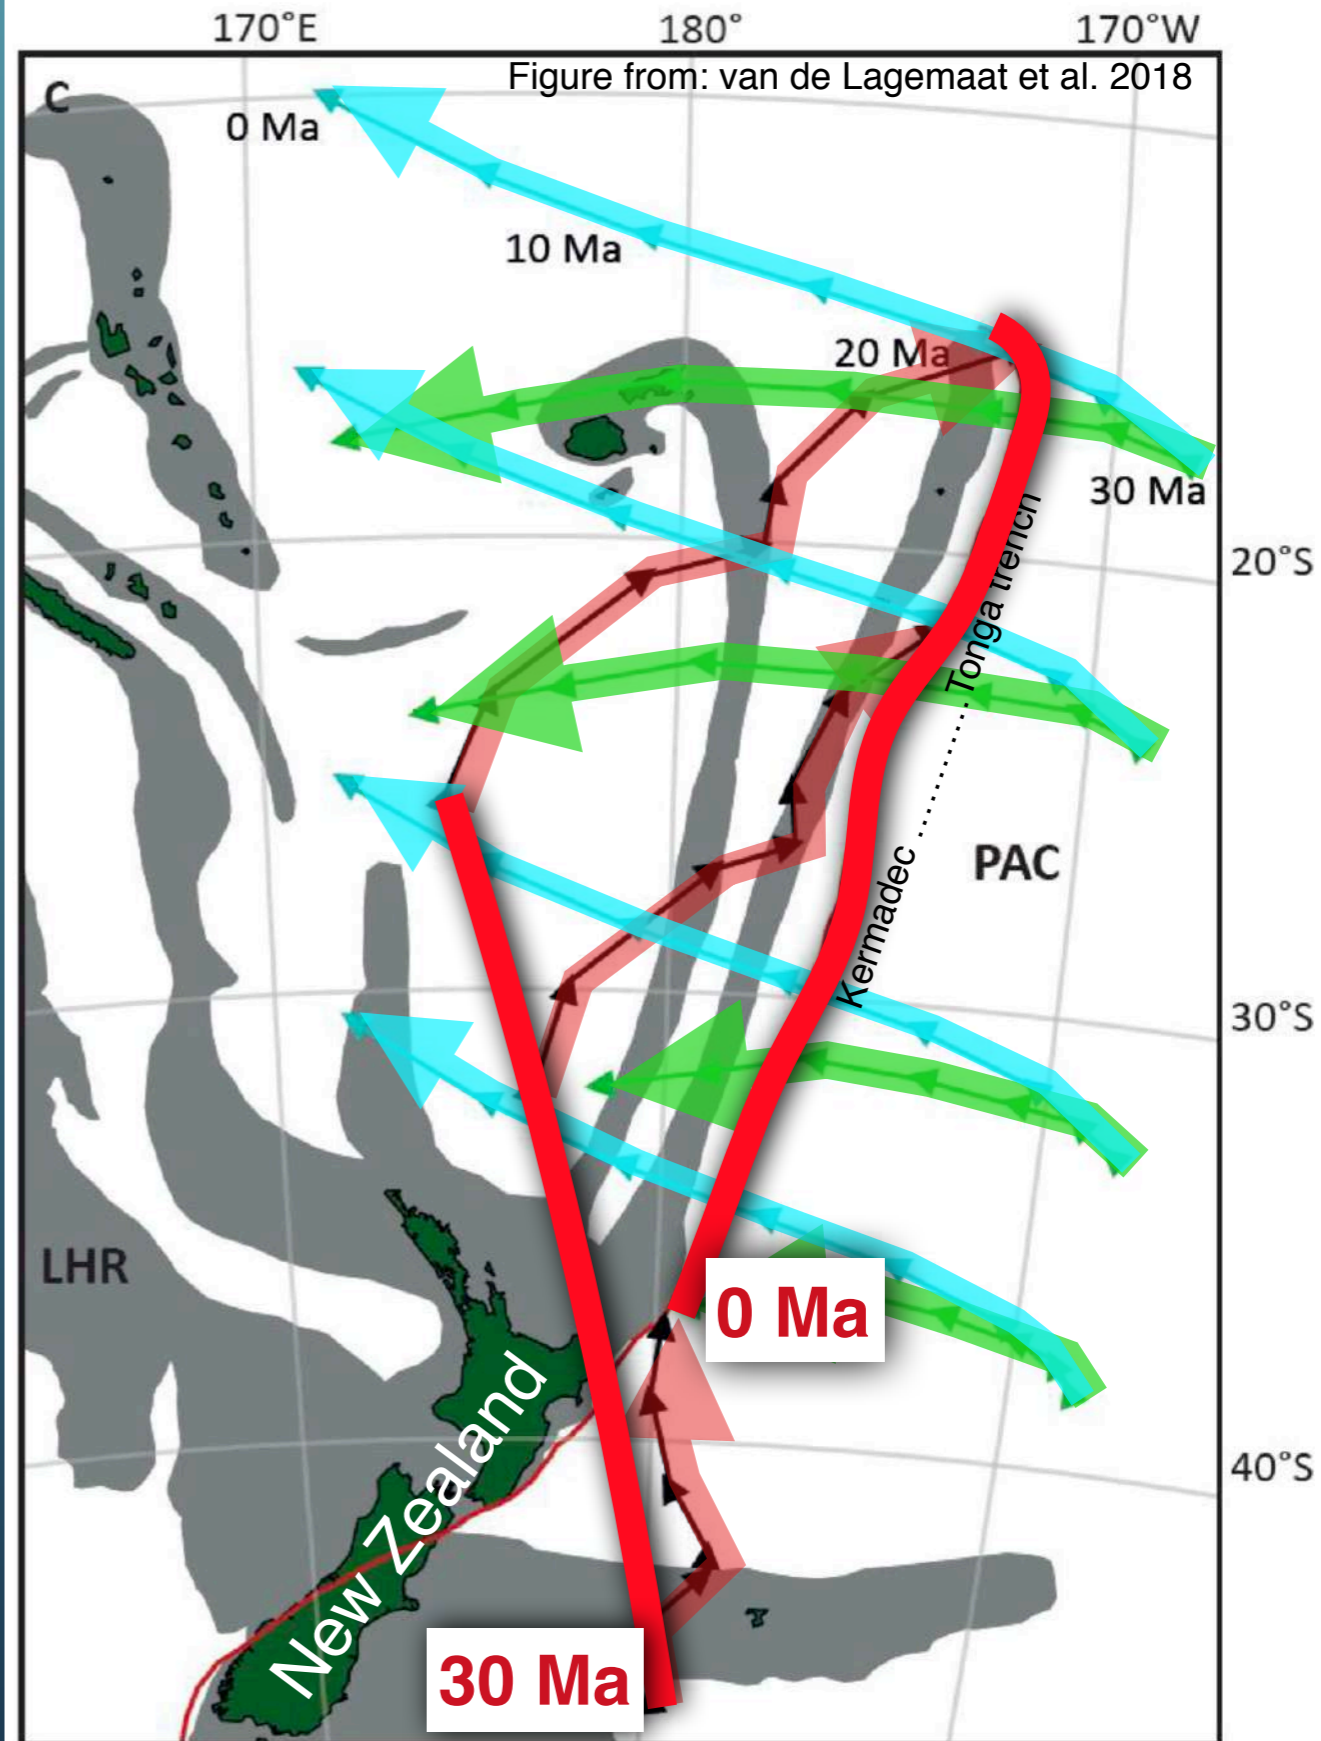 170°E
180°
170°W
Figure from: van de Lagemaat et al. 2018
C
0 Ma
10 Ma
20 Ma
30 Ma
20°S
Tonga trench
Kermadec
PAC
30°S
LHR
0 Ma
New Zealand
40°S
30 Ma